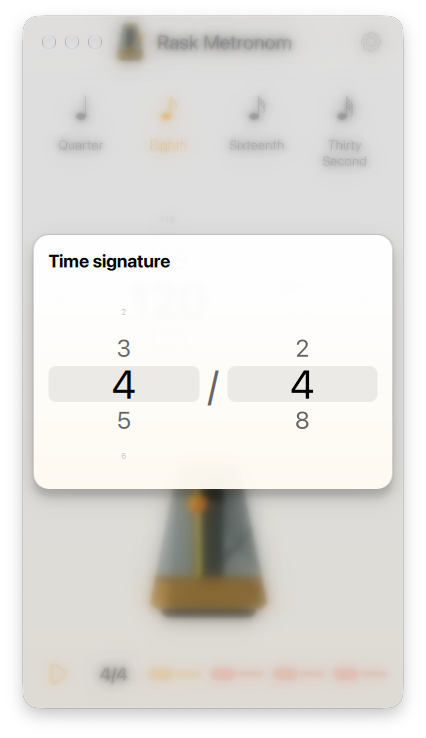 Rask Metronom
Quarter
Eighth
Sixteenth
Thirty
Second
120
Time signature
2
3
2
4 / 4
5
8
6
4/4